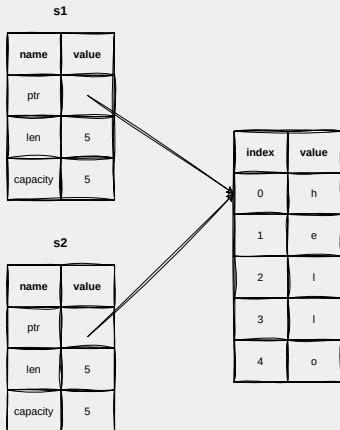 s1
name value
ptr
len 5
capacity 5
s2
name value
ptr
len 5
capacity 5
index value
0 h
1 e
2 l
3 l
4 o